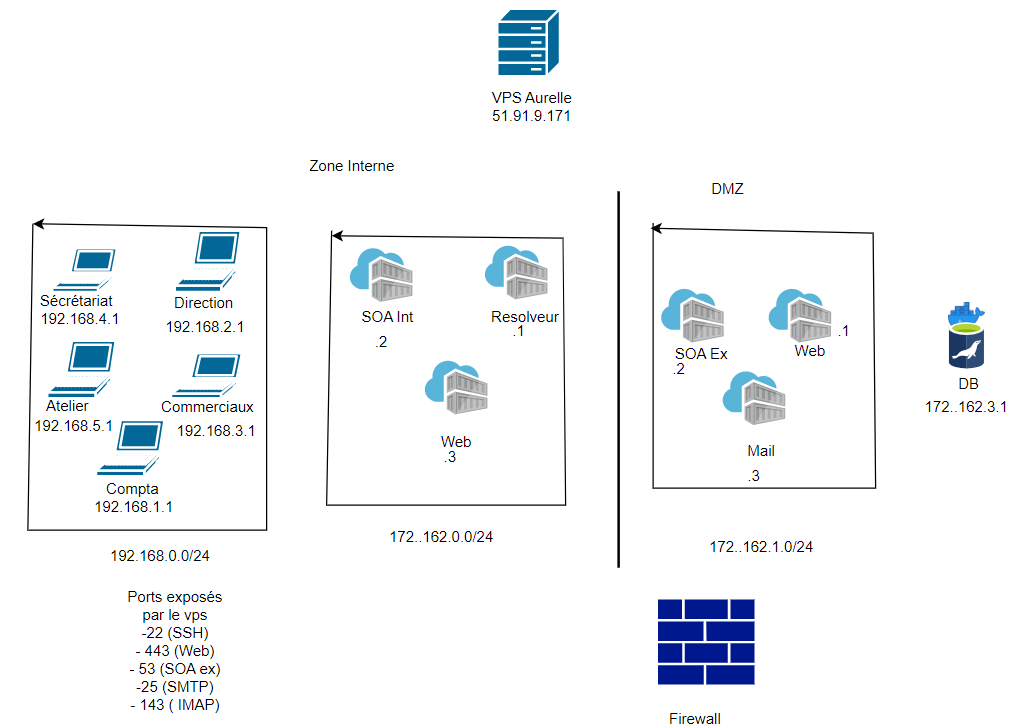 VPS Aurelle
51.91.9.171
Zone Interne
DMZ
Sécrétariat
192.168.4.1
Direction
192.168.2.1
Atelier
192.168.5.1
Commerciaux
192.168.3.1
Compta
192.168.1.1
192.168.0.0/24
SOA Int
.2
Resolveur
.1
Web
.3
172..162.0.0/24
SOA Ex
.2
Web
.1
Mail
.3
172..162.1.0/24
DB
172..162.3.1
Ports exposés
par le vps
-22 (SSH)
- 443 (Web)
- 53 (SOA ex)
-25 (SMTP)
- 143 ( IMAP)
Firewall